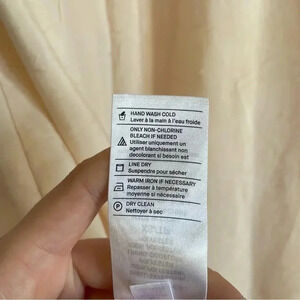 HAND WASH COLD
Laver à la main à l'eau froide
ONLY NON-CHLORINE
BLEACH IF NEEDED
Utiliser uniquement un
agent blanchissant non
decolorant si besoin est
LINE DRY
Suspendre pour sécher
WARM IRON IF NECESSARY
Repasser à température
moyenne si nécessaire
P DRY CLEAN
Nettoyer à sec